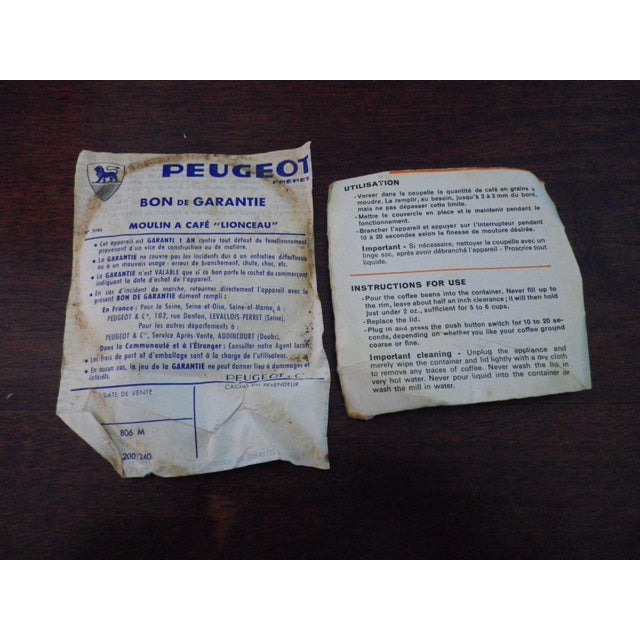 PEUGEOT
FRÈRES
BON DE GARANTIE
MOULIN A CAFÉ "LIONCEAU"
• Cet appareil est GARANTI 1 AN contre tout défaut de fonctionnement
provenant d'un vice de construction ou de matière.
• La GARANTIE ne couvre pas les incidents dus à un entretien défectueux
ou à un mauvais usage : erreur de branchement, chute, choc, etc.
• La GARANTIE n'est VALABLE que si ce bon porte le cachet du commerçant
indiquant la date d'achat de l'appareil.
• En cas d'incident de marche, retourner directement l'appareil avec le
présent BON DE GARANTIE dûment rempli :
En France : Pour la Seine, Seine-et-Oise, Seine-et-Marne, à :
PEUGEOT & Cie, 102, rue Danton, LEVALLOIS-PERRET (Seine),
Pour les autres départements à :
PEUGEOT & Cie, Service Après-Vente, AUDINCOURT (Doubs).
Dans la Communauté et à l'Étranger : Consulter notre Agent local.
• Les frais de port et d'emballage sont à la charge de l'utilisateur.
• En aucun cas, le jeu de la GARANTIE ne peut donner lieu à dommages et
intérêts.
PEUGEOT & Cie
DATE DE VENTE
CACHET DU REVENDEUR
806 M
200/240
UTILISATION
- Verser dans la coupelle la quantité de café en grains à
moudre. La remplir, au besoin, jusqu'à 2 à 3 mm du bord,
mais ne pas dépasser cette limite.
- Mettre le couvercle en place et le maintenir pendant le
fonctionnement.
- Brancher l'appareil et appuyer sur l'interrupteur pendant
10 à 20 secondes selon la finesse de mouture désirée.
Important - Si nécessaire, nettoyer la coupelle avec un
linge sec, après avoir débranché l'appareil - Proscrire tout
liquide.
INSTRUCTIONS FOR USE
- Pour the coffee beans into the container. Never fill up to
the rim, leave about half an inch clearance; it will then hold
just under 2 oz., sufficient for 5 to 6 cups.
- Replace the lid.
- Plug in and press the push button switch for 10 to 20 se-
conds, depending on whether you like your coffee ground
coarse or fine.
Important cleaning - Unplug the appliance and
merely wipe the container and lid lightly with a dry cloth
to remove any traces of coffee. Never wash the lid in
very hot water. Never pour liquid into the container or
wash the mill in water.